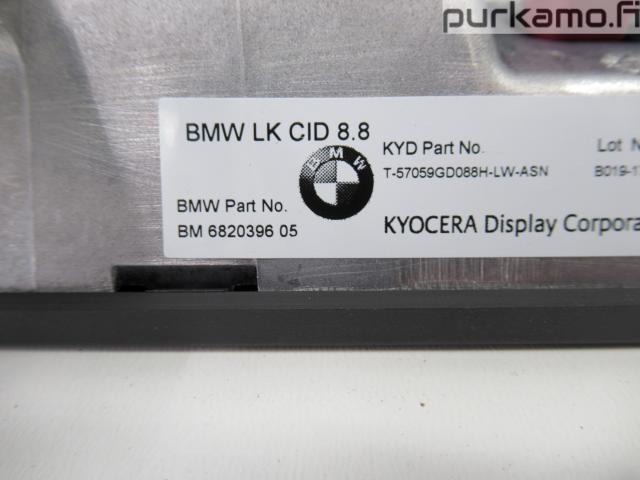 purkamo.fi
BMW LK CID 8.8
BMW
KYD Part No. Lot
T-57059GD088H-LW-ASN
BMW Part No.
BM 6820396 05
KYOCERA Display